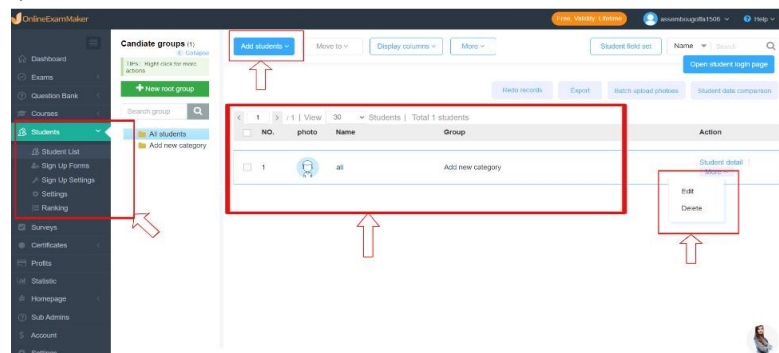 OnlineExamMaker
Free, Validity: Lifetime
assembougoffa1506
Help
Dashboard
Exams
Question Bank
Courses
Students
Student List
Sign Up Forms
Sign Up Settings
Settings
Ranking
Surveys
Certificates
Profits
Statistic
Homepage
Sub Admins
Account
Settings
Candiate groups (1)
Collapse
TIPs: Right click for more
actions
+ New root group
Search group
All students
Add new category
Add students
Move to
Display columns
More
Student field set
Name
Search
Open student login page
Redo records
Export
Batch upload photoes
Student data comparison
< 1 > / 1 | View 30 Students | Total 1 students
NO. photo Name Group Action
1 ali Add new category Student detail
More
Edit
Delete